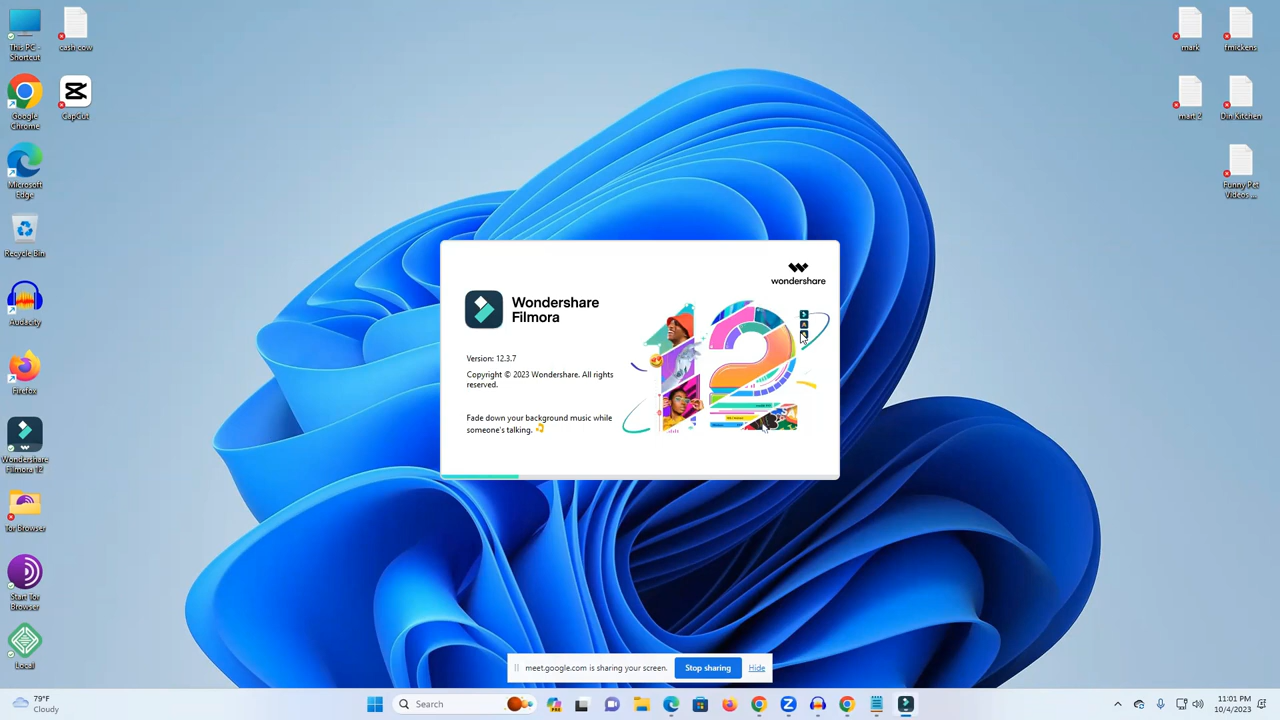 This PC - Shortcut
cash cow
Google Chrome
CapCut
Microsoft Edge
Recycle Bin
Audacity
Firefox
Wondershare Filmora 12
Tor Browser
Start Tor Browser
Local
mark
fmickens
mart 2
Din Kitchen
Funny Pet Videos ...
wondershare
Wondershare
Filmora
Version: 12.3.7
Copyright © 2023 Wondershare. All rights
reserved.
Fade down your background music while
someone's talking.
meet.google.com is sharing your screen.
Stop sharing
Hide
79°F
Cloudy
Search
11:01 PM
10/4/2023